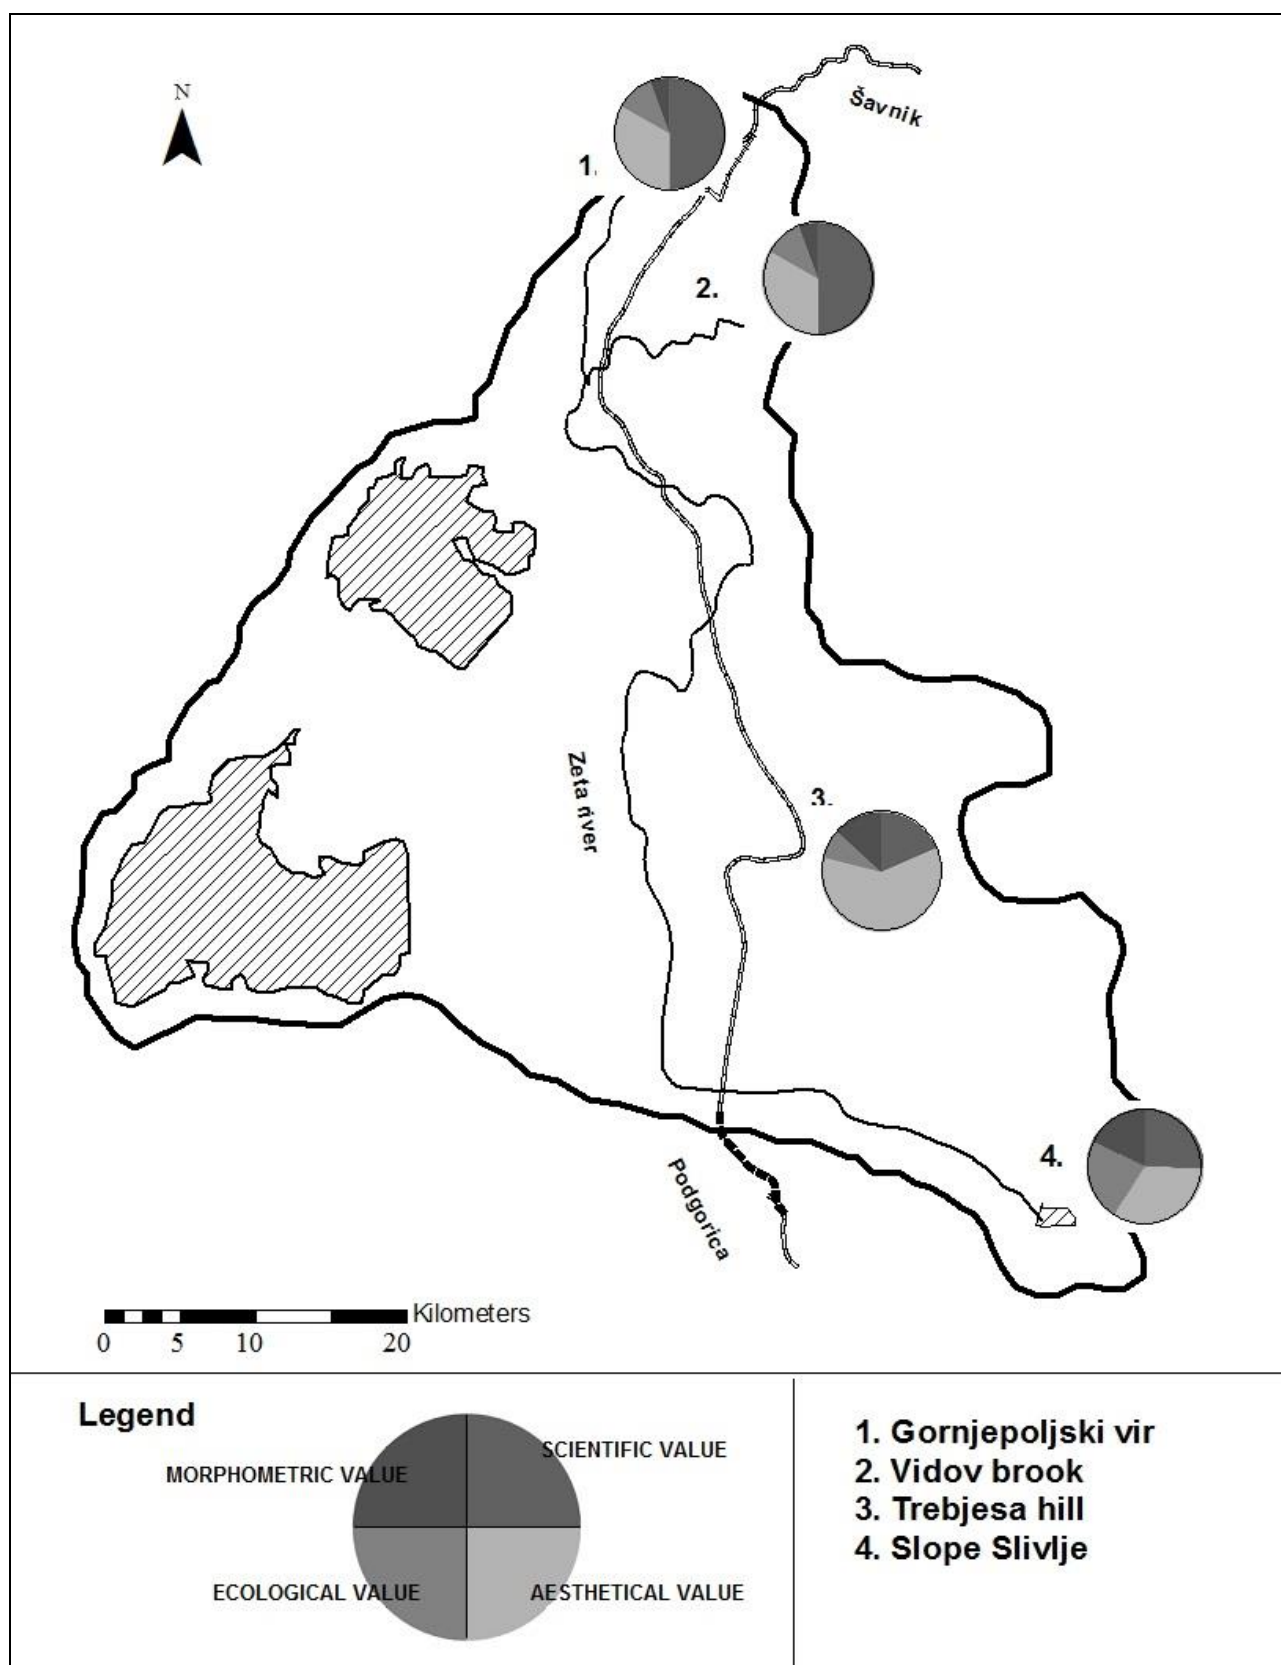 N
Šavnik
1.
2.
3.
Zeta river
4.
Podgorica
Kilometers
0 5 10 20
Legend
SCIENTIFIC VALUE
MORPHOMETRIC VALUE
ECOLOGICAL VALUE
AESTHETICAL VALUE
1. Gornjepoljski vir
2. Vidov brook
3. Trebjesa hill
4. Slope Slivlje